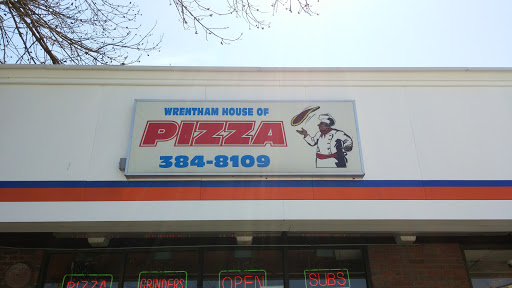 WRENTHAM HOUSE OF
PIZZA
384-8109
PIZZA GRINDERS OPEN SUBS